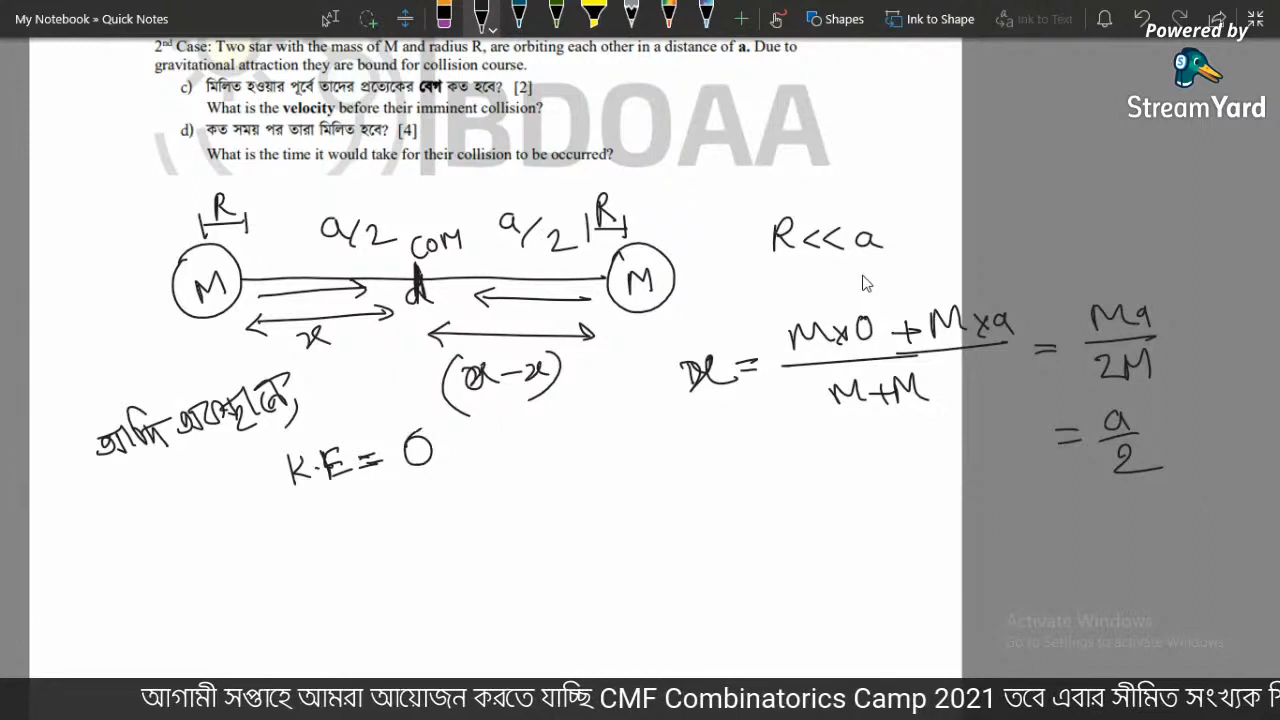 My Notebook » Quick Notes
Shapes
Ink to Shape
Ink to Text
Powered by
StreamYard
2nd Case: Two star with the mass of M and radius R, are orbiting each other in a distance of a. Due to
gravitational attraction they are bound for collision course.
c) মিলিত হওয়ার পূর্বে তাদের প্রত্যেকের বেগ কত হবে? [2]
What is the velocity before their imminent collision?
d) কত সময় পর তারা মিলিত হবে? [4]
What is the time it would take for their collision to be occurred?
BDOAA
R a/2 COM a/2 R
M M
x
R << a
x = M×0 + M×a / M+M = Ma / 2M
= a / 2
আদি অবস্থানে,
K.E = 0
Activate Windows
Go to Settings to activate Windows.
আগামী সপ্তাহে আমরা আয়োজন করতে যাচ্ছি CMF Combinatorics Camp 2021 তবে এবার সীমিত সংখ্যক